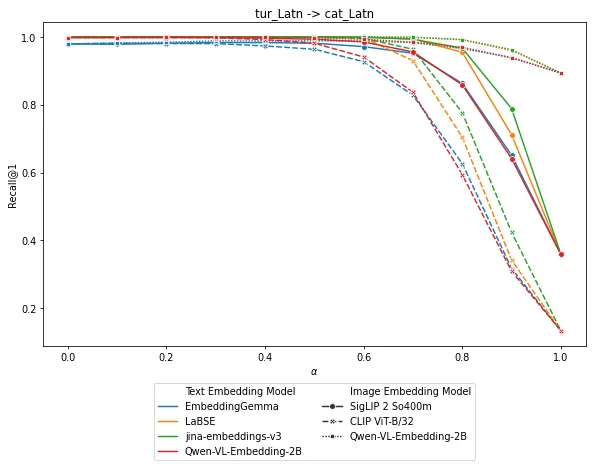 tur_Latn -> cat_Latn
Recall@1
1.0
0.8
0.6
0.4
0.2
0.0 0.2 0.4 0.6 0.8 1.0
α
Text Embedding Model
EmbeddingGemma
LaBSE
jina-embeddings-v3
Qwen-VL-Embedding-2B
Image Embedding Model
SigLIP 2 So400m
CLIP ViT-B/32
Qwen-VL-Embedding-2B